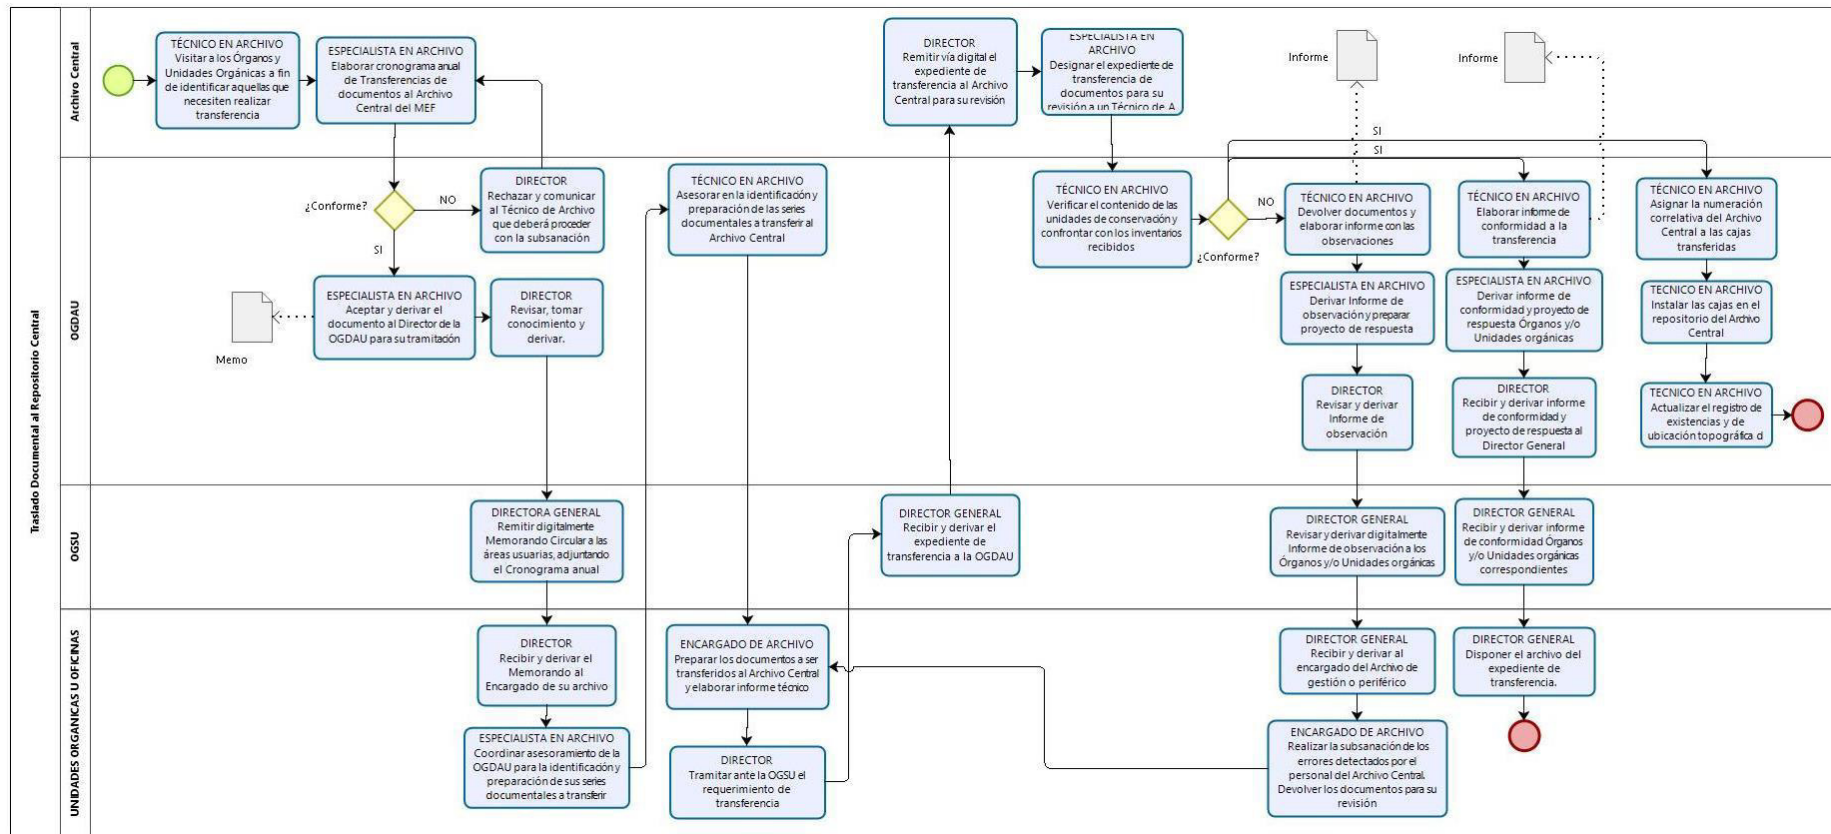 Traslado Documental al Repositorio Central
Archivo Central
TÉCNICO EN ARCHIVO
Visitar a los Órganos y
Unidades Orgánicas a fin
de identificar aquellas que
necesiten realizar
transferencia
ESPECIALISTA EN ARCHIVO
Elaborar cronograma anual
de Transferencias de
documentos al Archivo
Central del MEF
DIRECTOR
Remitir vía digital el
expediente de
transferencia al Archivo
Central para su revisión
ESPECIALISTA EN
ARCHIVO
Designar el expediente de
transferencia de
documentos para su
revisión a un Técnico de A
Informe
Informe
SI
SI
OGDAU
¿Conforme?
NO
SI
DIRECTOR
Rechazar y comunicar
al Técnico de Archivo
que deberá proceder
con la subsanación
TÉCNICO EN ARCHIVO
Asesorar en la identificación y
preparación de las series
documentales a transferir al
Archivo Central
TÉCNICO EN ARCHIVO
Verificar el contenido de las
unidades de conservación y
confrontar con los inventarios
recibidos
¿Conforme?
NO
TÉCNICO EN ARCHIVO
Devolver documentos y
elaborar informe con las
observaciones
TÉCNICO EN ARCHIVO
Elaborar informe de
conformidad a la
transferencia
TÉCNICO EN ARCHIVO
Asignar la numeración
correlativa del Archivo
Central a las cajas
transferidas
Memo
ESPECIALISTA EN ARCHIVO
Aceptar y derivar el
documento al Director de la
OGDAU para su tramitación
DIRECTOR
Revisar, tomar
conocimiento y
derivar.
ESPECIALISTA EN ARCHIVO
Derivar Informe de
observación y preparar
proyecto de respuesta
ESPECIALISTA EN ARCHIVO
Derivar informe de
conformidad y proyecto de
respuesta Órganos y/o
Unidades orgánicas
TÉCNICO EN ARCHIVO
Instalar las cajas en el
repositorio del Archivo
Central
DIRECTOR
Revisar y derivar
Informe de
observación
DIRECTOR
Recibir y derivar informe
de conformidad y
proyecto de respuesta al
Director General
TECNICO EN ARCHIVO
Actualizar el registro de
existencias y de
ubicación topográfica d
OGSU
DIRECTORA GENERAL
Remitir digitalmente
Memorando Circular a las
áreas usuarias, adjuntando
el Cronograma anual
DIRECTOR GENERAL
Recibir y derivar el
expediente de
transferencia a la OGDAU
DIRECTOR GENERAL
Revisar y derivar digitalmente
Informe de observación a los
Órganos y/o Unidades orgánicas
DIRECTOR GENERAL
Recibir y derivar informe
de conformidad Órganos
y/o Unidades orgánicas
correspondientes
UNIDADES ORGANICAS U OFICINAS
DIRECTOR
Recibir y derivar el
Memorando al
Encargado de su archivo
ENCARGADO DE ARCHIVO
Preparar los documentos a ser
transferidos al Archivo Central
y elaborar informe técnico
DIRECTOR GENERAL
Recibir y derivar al
encargado del Archivo de
gestión o periférico
DIRECTOR GENERAL
Disponer el archivo del
expediente de
transferencia.
ESPECIALISTA EN ARCHIVO
Coordinar asesoramiento de la
OGDAU para la identificación y
preparación de sus series
documentales a transferir
DIRECTOR
Tramitar ante la OGSU el
requerimiento de
transferencia
ENCARGADO DE ARCHIVO
Realizar la subsanación de los
errores detectados por el
personal del Archivo Central.
Devolver los documentos para su
revisión